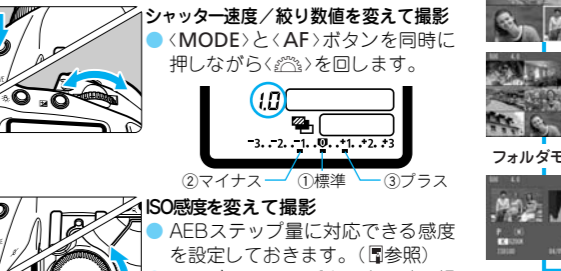 シャッター速度／絞り数値を変えて撮影
● 〈MODE〉と〈AF〉ボタンを同時に
押しながら〈〉を回します。
1.0
-3..-2..-1..0..+1..+2.+3
②マイナス ①標準 ③プラス
ISO感度を変えて撮影
● AEBステップ量に対応できる感度
を設定しておきます。（参照）
フォルダモ